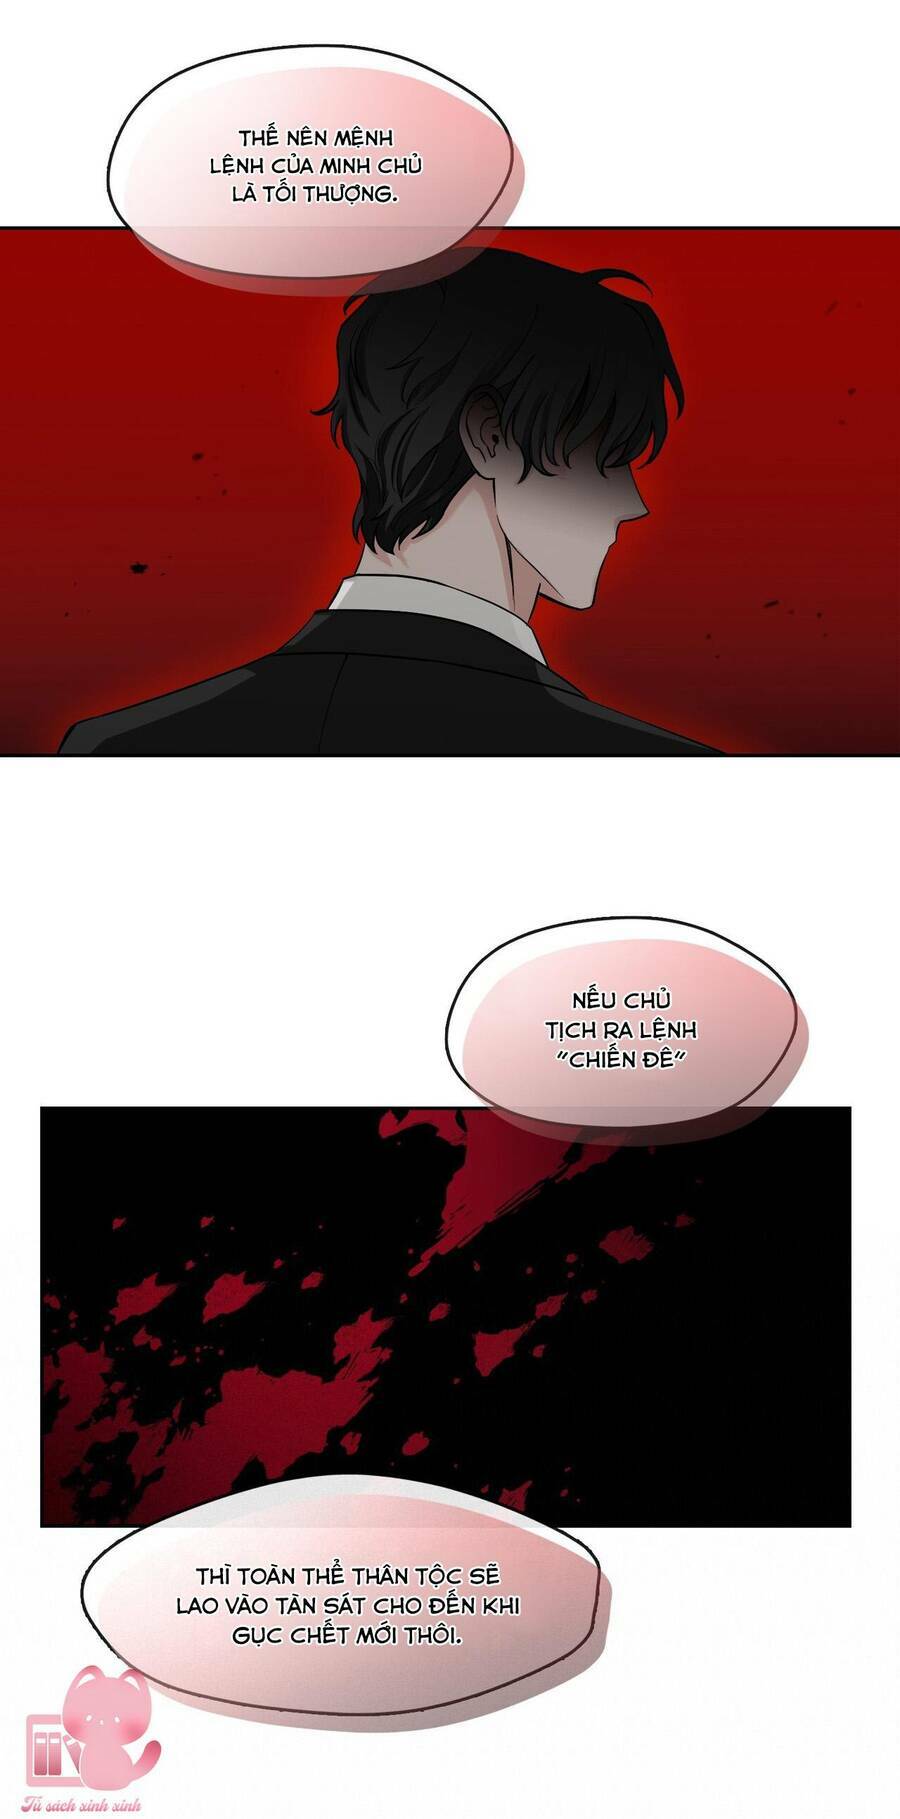 THẾ NÊN MỆNH
LỆNH CỦA MINH CHỦ
LÀ TỐI THƯỢNG.
NẾU CHỦ
TỊCH RA LỆNH
"CHIẾN ĐÊ"
THÌ TOÀN THỂ THÂN TỘC SẼ
LAO VÀO TÀN SÁT CHO ĐẾN KHI
GỤC CHẾT MỚI THÔI.
Tủ sách xinh xinh